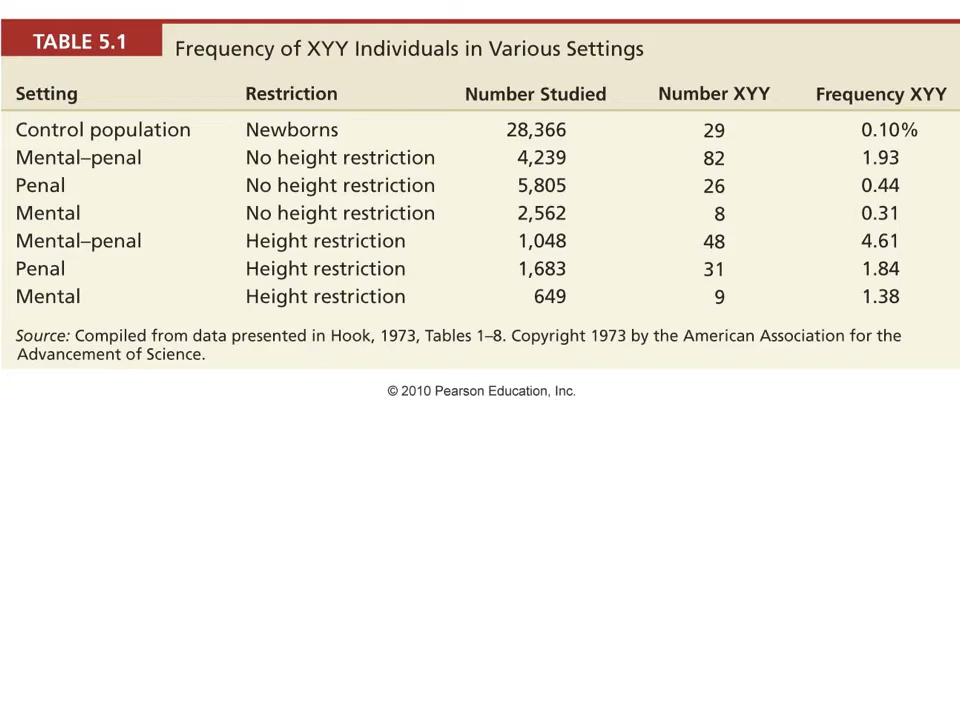 TABLE 5.1 Frequency of XYY Individuals in Various Settings
Setting Restriction Number Studied Number XYY Frequency XYY
Control population Newborns 28,366 29 0.10%
Mental–penal No height restriction 4,239 82 1.93
Penal No height restriction 5,805 26 0.44
Mental No height restriction 2,562 8 0.31
Mental–penal Height restriction 1,048 48 4.61
Penal Height restriction 1,683 31 1.84
Mental Height restriction 649 9 1.38
Source: Compiled from data presented in Hook, 1973, Tables 1–8. Copyright 1973 by the American Association for the
Advancement of Science.
© 2010 Pearson Education, Inc.